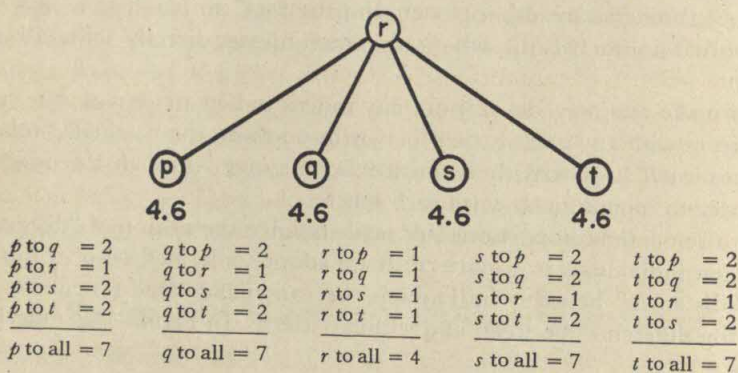 r
p q s t
4.6 4.6 4.6 4.6
p to q = 2
p to r = 1
p to s = 2
p to t = 2
p to all = 7
q to p = 2
q to r = 1
q to s = 2
q to t = 2
q to all = 7
r to p = 1
r to q = 1
r to s = 1
r to t = 1
r to all = 4
s to p = 2
s to q = 2
s to r = 1
s to t = 2
s to all = 7
t to p = 2
t to q = 2
t to r = 1
t to s = 2
t to all = 7